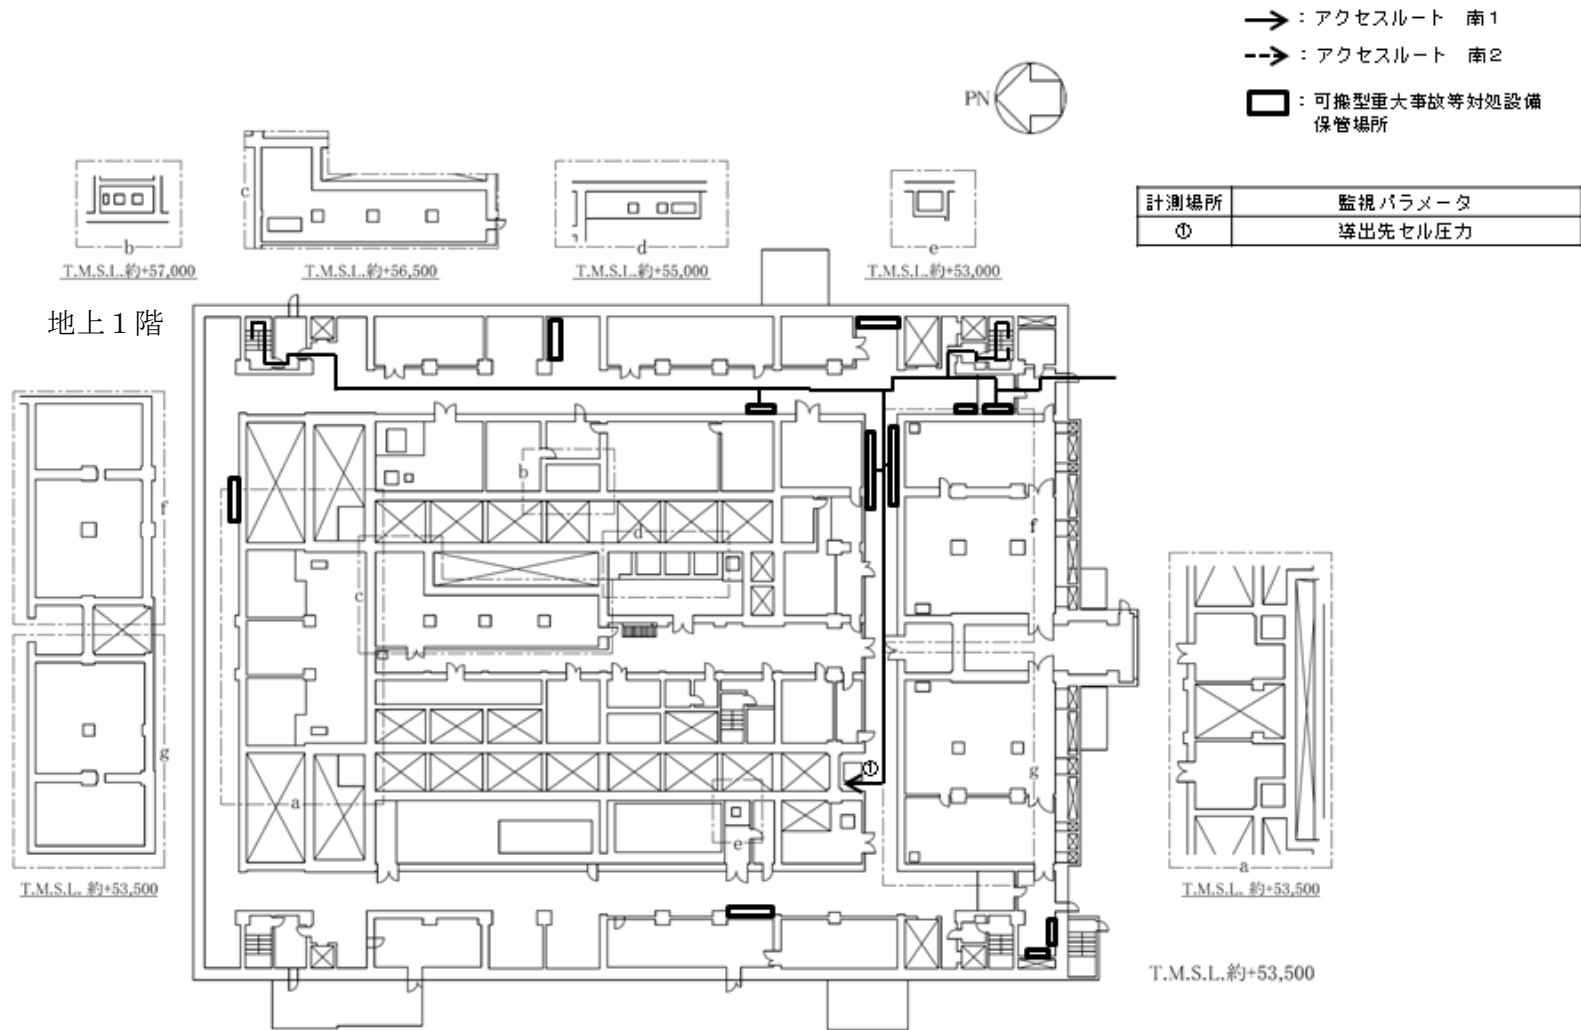 ：アクセスルート　南１
：アクセスルート　南２
：可搬型重大事故等対処設備
保管場所
PN
計測場所
監視パラメータ
①
導出先セル圧力
b
T.M.S.L.約+57,000
c
T.M.S.L.約+56,500
d
T.M.S.L.約+55,000
e
T.M.S.L.約+53,000
地上１階
f
g
T.M.S.L. 約+53,500
b
d
c
f
①
a
e
g
a
T.M.S.L. 約+53,500
T.M.S.L.約+53,500